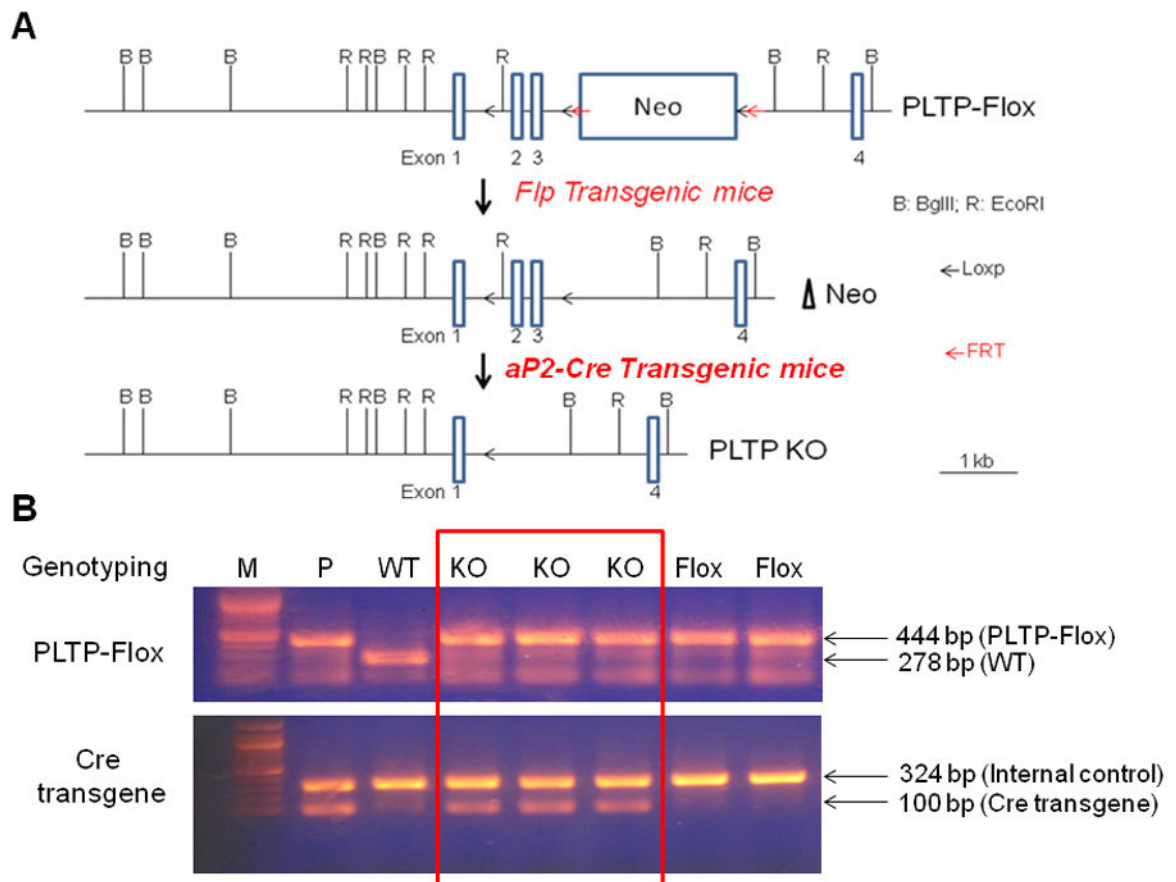 A
B B B R R B R R R B R B
Neo
PLTP-Flox
Exon 1 2 3 4
Flp Transgenic mice
B: BglII; R: EcoRI
B B B R R B R R R B R B
←Loxp
Δ Neo
Exon 1 2 3 4
←FRT
aP2-Cre Transgenic mice
B B B R R B R R B R B
PLTP KO
1 kb
Exon 1 4
B
Genotyping M P WT KO KO KO Flox Flox
PLTP-Flox
444 bp (PLTP-Flox)
278 bp (WT)
Cre
transgene
324 bp (Internal control)
100 bp (Cre transgene)